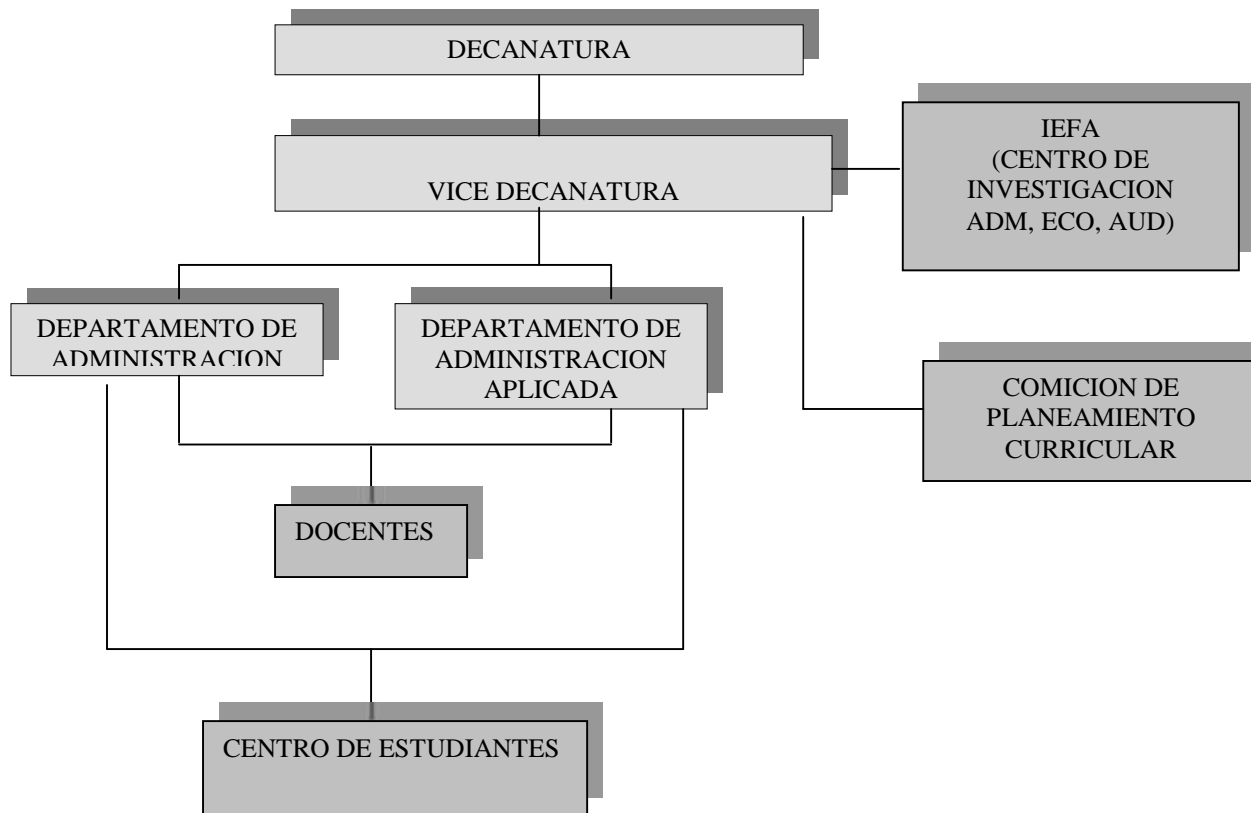 DECANATURA
VICE DECANATURA
IEFA
(CENTRO DE
INVESTIGACION
ADM, ECO, AUD)
DEPARTAMENTO DE
ADMINISTRACION
DEPARTAMENTO DE
ADMINISTRACION
APLICADA
COMICION DE
PLANEAMIENTO
CURRICULAR
DOCENTES
CENTRO DE ESTUDIANTES